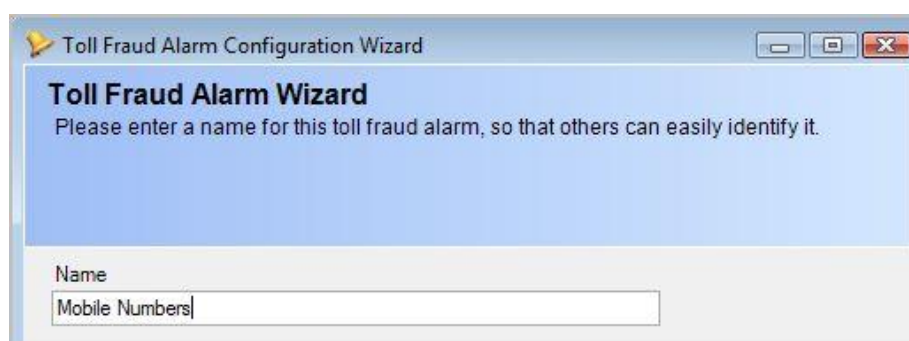 Toll Fraud Alarm Configuration Wizard
Toll Fraud Alarm Wizard
Please enter a name for this toll fraud alarm, so that others can easily identify it.
Name
Mobile Numbers